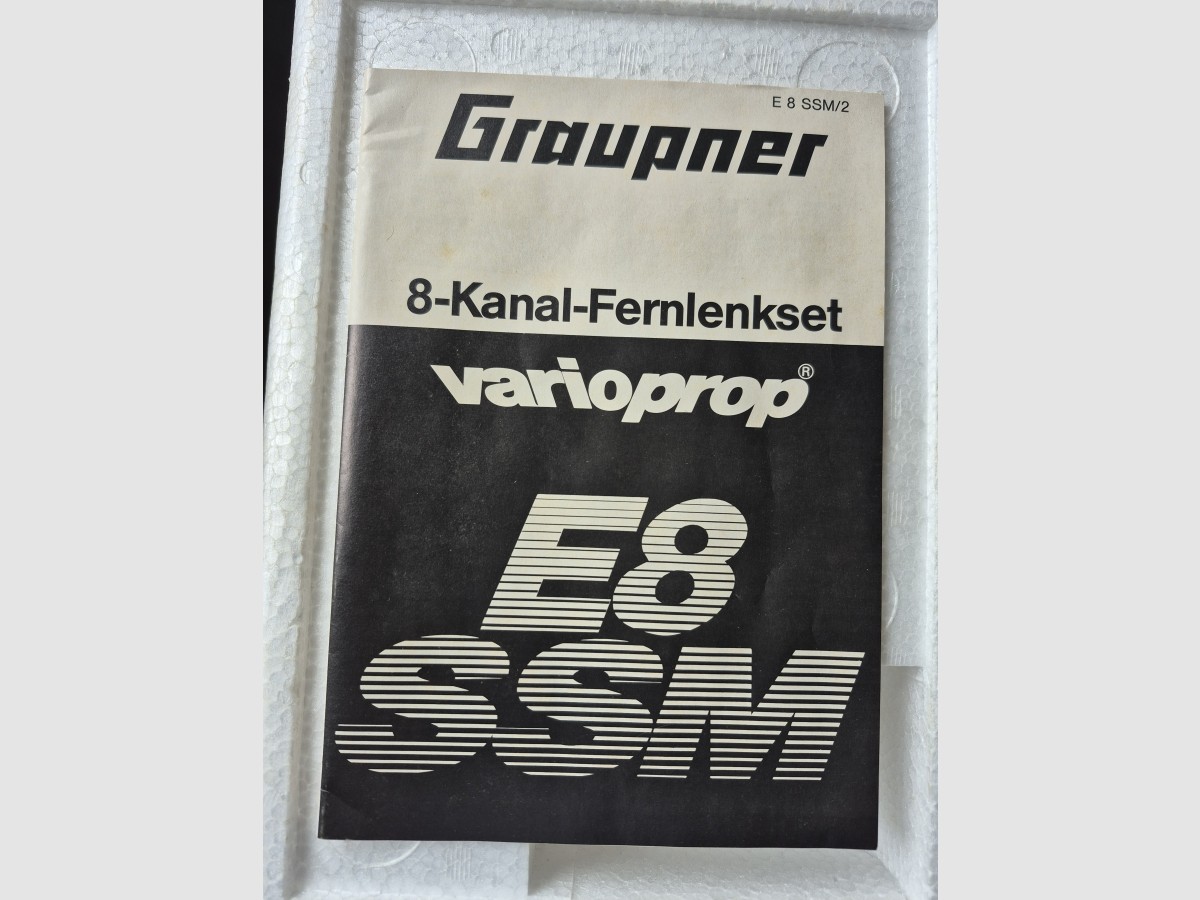 E 8 SSM/2
Graupner
8-Kanal-Fernlenkset
varioprop®
E8
SSM